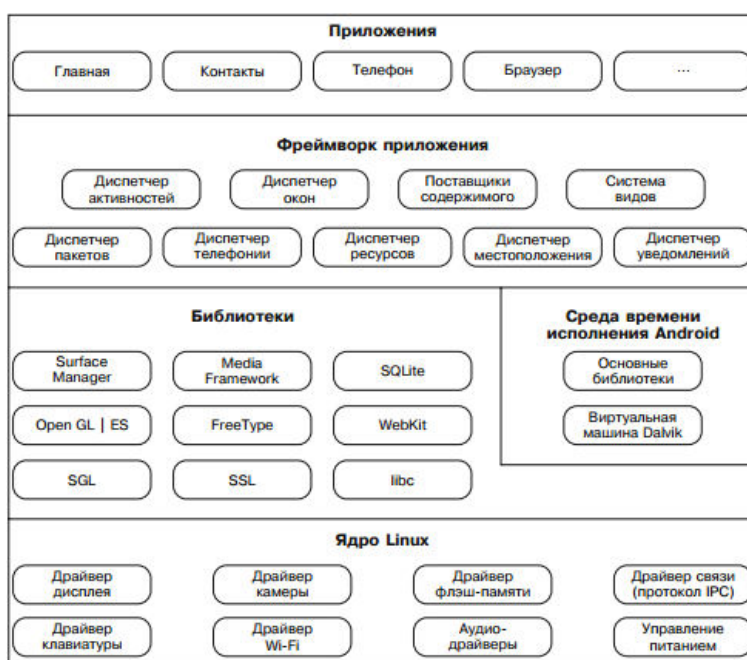 Приложения
Главная
Контакты
Телефон
Браузер
...
Фреймворк приложения
Диспетчер
активностей
Диспетчер
окон
Поставщики
содержимого
Система
видов
Диспетчер
пакетов
Диспетчер
телефонии
Диспетчер
ресурсов
Диспетчер
местоположения
Диспетчер
уведомлений
Библиотеки
Surface
Manager
Media
Framework
SQLite
Open GL | ES
FreeType
WebKit
SGL
SSL
libc
Среда времени
исполнения Android
Основные
библиотеки
Виртуальная
машина Dalvik
Ядро Linux
Драйвер
дисплея
Драйвер
камеры
Драйвер
флэш-памяти
Драйвер связи
(протокол IPC)
Драйвер
клавиатуры
Драйвер
Wi-Fi
Аудио-
драйверы
Управление
питанием